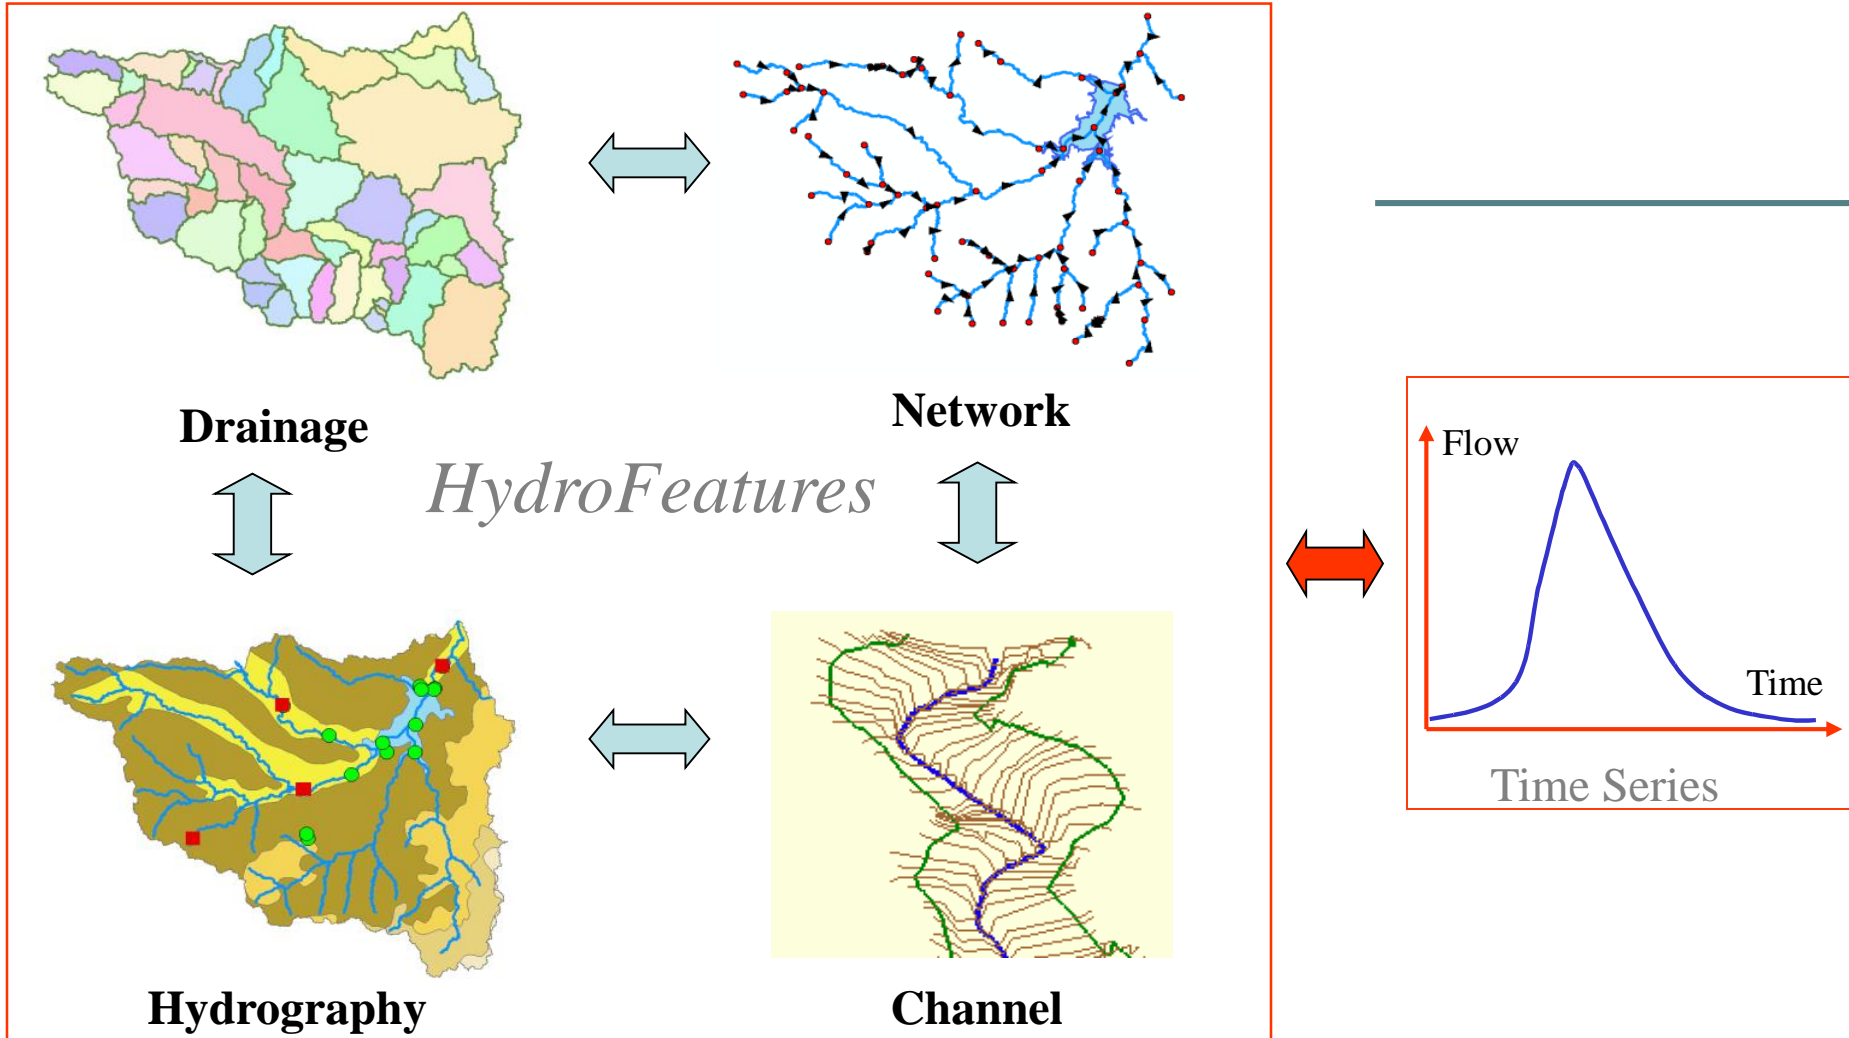 Drainage
Network
HydroFeatures
Hydrography
Channel
Flow
Time
Time Series